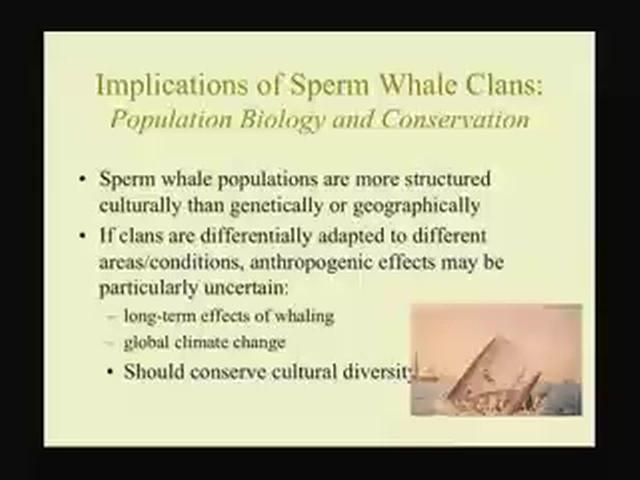 Implications of Sperm Whale Clans:
Population Biology and Conservation
• Sperm whale populations are more structured
culturally than genetically or geographically
• If clans are differentially adapted to different
areas/conditions, anthropogenic effects may be
particularly uncertain:
– long-term effects of whaling
– global climate change
• Should conserve cultural diversity